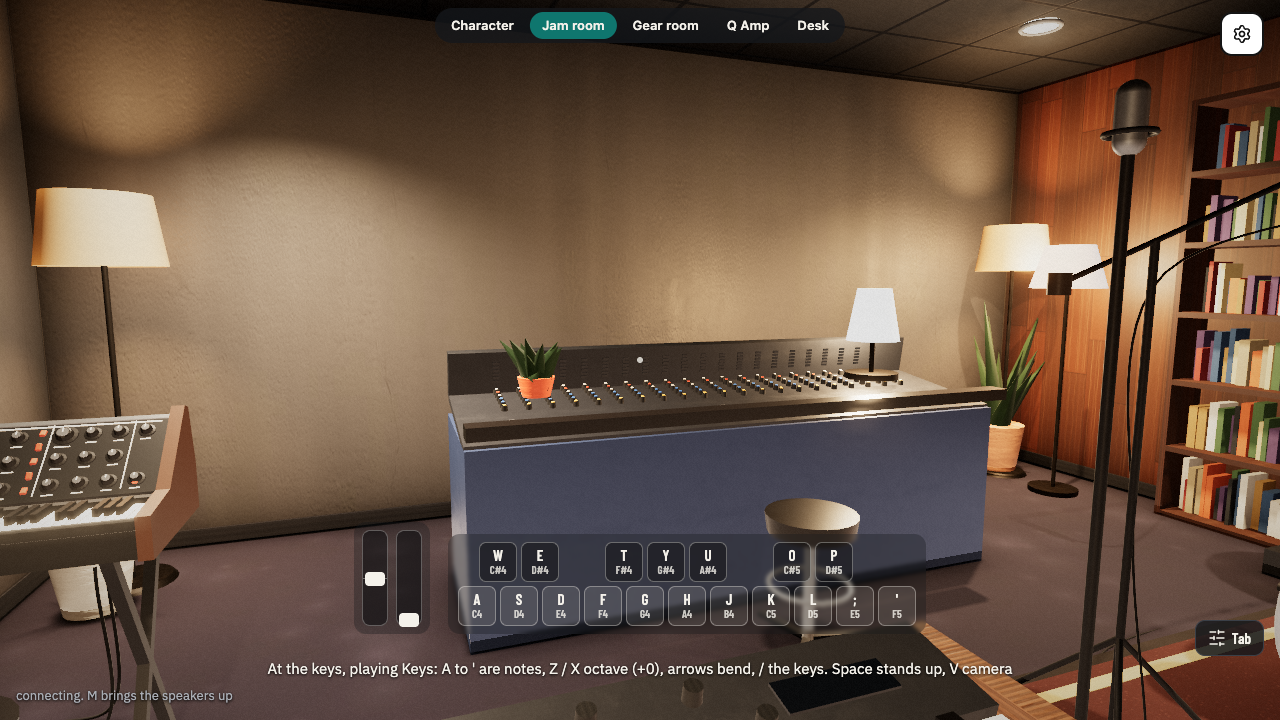 Character Jam room Gear room Q Amp Desk
W E T Y U O P
G#4 D#4 F#4 G#4 A#4 C#5 D#5
A S D F G H J K L ; '
C4 D4 E4 F4 G4 A4 B4 C5 D5 E5 F5
Tab
At the keys, playing Keys: A to ' are notes, Z / X octave (+0), arrows bend, / the keys. Space stands up, V camera
connecting. M brings the speakers up